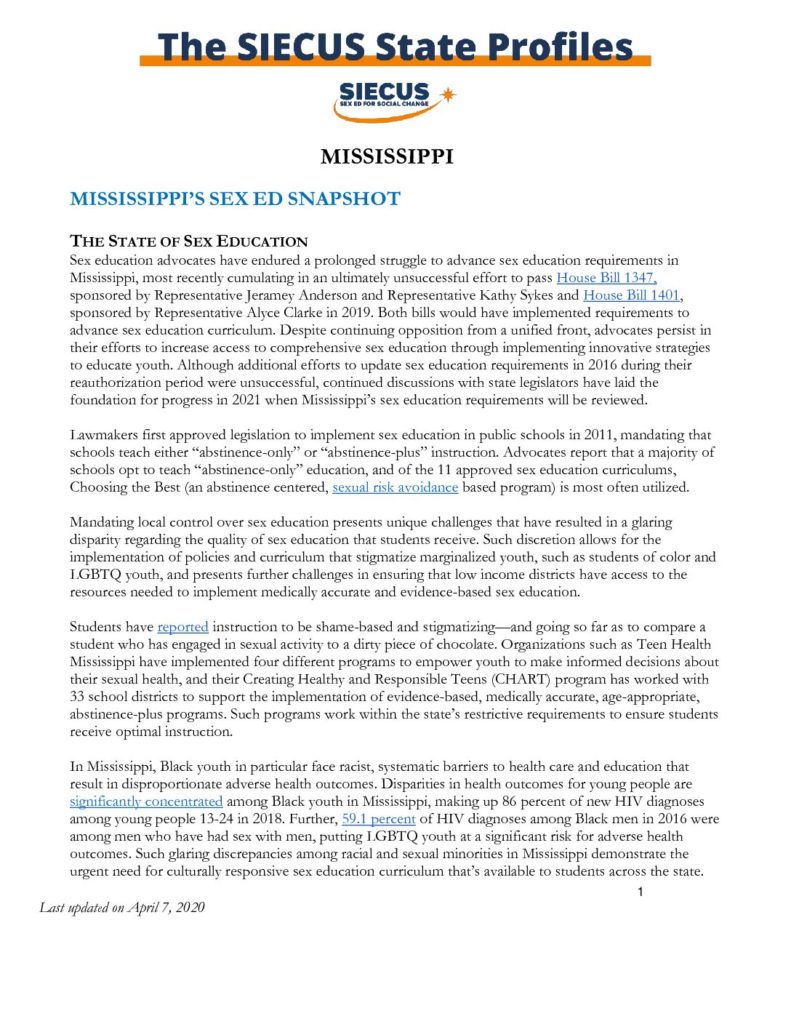 The SIECUS State Profiles
SIECUS
SEX ED FOR SOCIAL CHANGE
MISSISSIPPI
MISSISSIPPI’S SEX ED SNAPSHOT
THE STATE OF SEX EDUCATION
Sex education advocates have endured a prolonged struggle to advance sex education requirements in
Mississippi, most recently cumulating in an ultimately unsuccessful effort to pass House Bill 1347,
sponsored by Representative Jeramey Anderson and Representative Kathy Sykes and House Bill 1401,
sponsored by Representative Alyce Clarke in 2019. Both bills would have implemented requirements to
advance sex education curriculum. Despite continuing opposition from a unified front, advocates persist in
their efforts to increase access to comprehensive sex education through implementing innovative strategies
to educate youth. Although additional efforts to update sex education requirements in 2016 during their
reauthorization period were unsuccessful, continued discussions with state legislators have laid the
foundation for progress in 2021 when Mississippi’s sex education requirements will be reviewed.
Lawmakers first approved legislation to implement sex education in public schools in 2011, mandating that
schools teach either “abstinence-only” or “abstinence-plus” instruction. Advocates report that a majority of
schools opt to teach “abstinence-only” education, and of the 11 approved sex education curriculums,
Choosing the Best (an abstinence centered, sexual risk avoidance based program) is most often utilized.
Mandating local control over sex education presents unique challenges that have resulted in a glaring
disparity regarding the quality of sex education that students receive. Such discretion allows for the
implementation of policies and curriculum that stigmatize marginalized youth, such as students of color and
LGBTQ youth, and presents further challenges in ensuring that low income districts have access to the
resources needed to implement medically accurate and evidence-based sex education.
Students have reported instruction to be shame-based and stigmatizing—and going so far as to compare a
student who has engaged in sexual activity to a dirty piece of chocolate. Organizations such as Teen Health
Mississippi have implemented four different programs to empower youth to make informed decisions about
their sexual health, and their Creating Healthy and Responsible Teens (CHART) program has worked with
33 school districts to support the implementation of evidence-based, medically accurate, age-appropriate,
abstinence-plus programs. Such programs work within the state’s restrictive requirements to ensure students
receive optimal instruction.
In Mississippi, Black youth in particular face racist, systematic barriers to health care and education that
result in disproportionate adverse health outcomes. Disparities in health outcomes for young people are
significantly concentrated among Black youth in Mississippi, making up 86 percent of new HIV diagnoses
among young people 13-24 in 2018. Further, 59.1 percent of HIV diagnoses among Black men in 2016 were
among men who have had sex with men, putting LGBTQ youth at a significant risk for adverse health
outcomes. Such glaring discrepancies among racial and sexual minorities in Mississippi demonstrate the
urgent need for culturally responsive sex education curriculum that’s available to students across the state.
1
Last updated on April 7, 2020